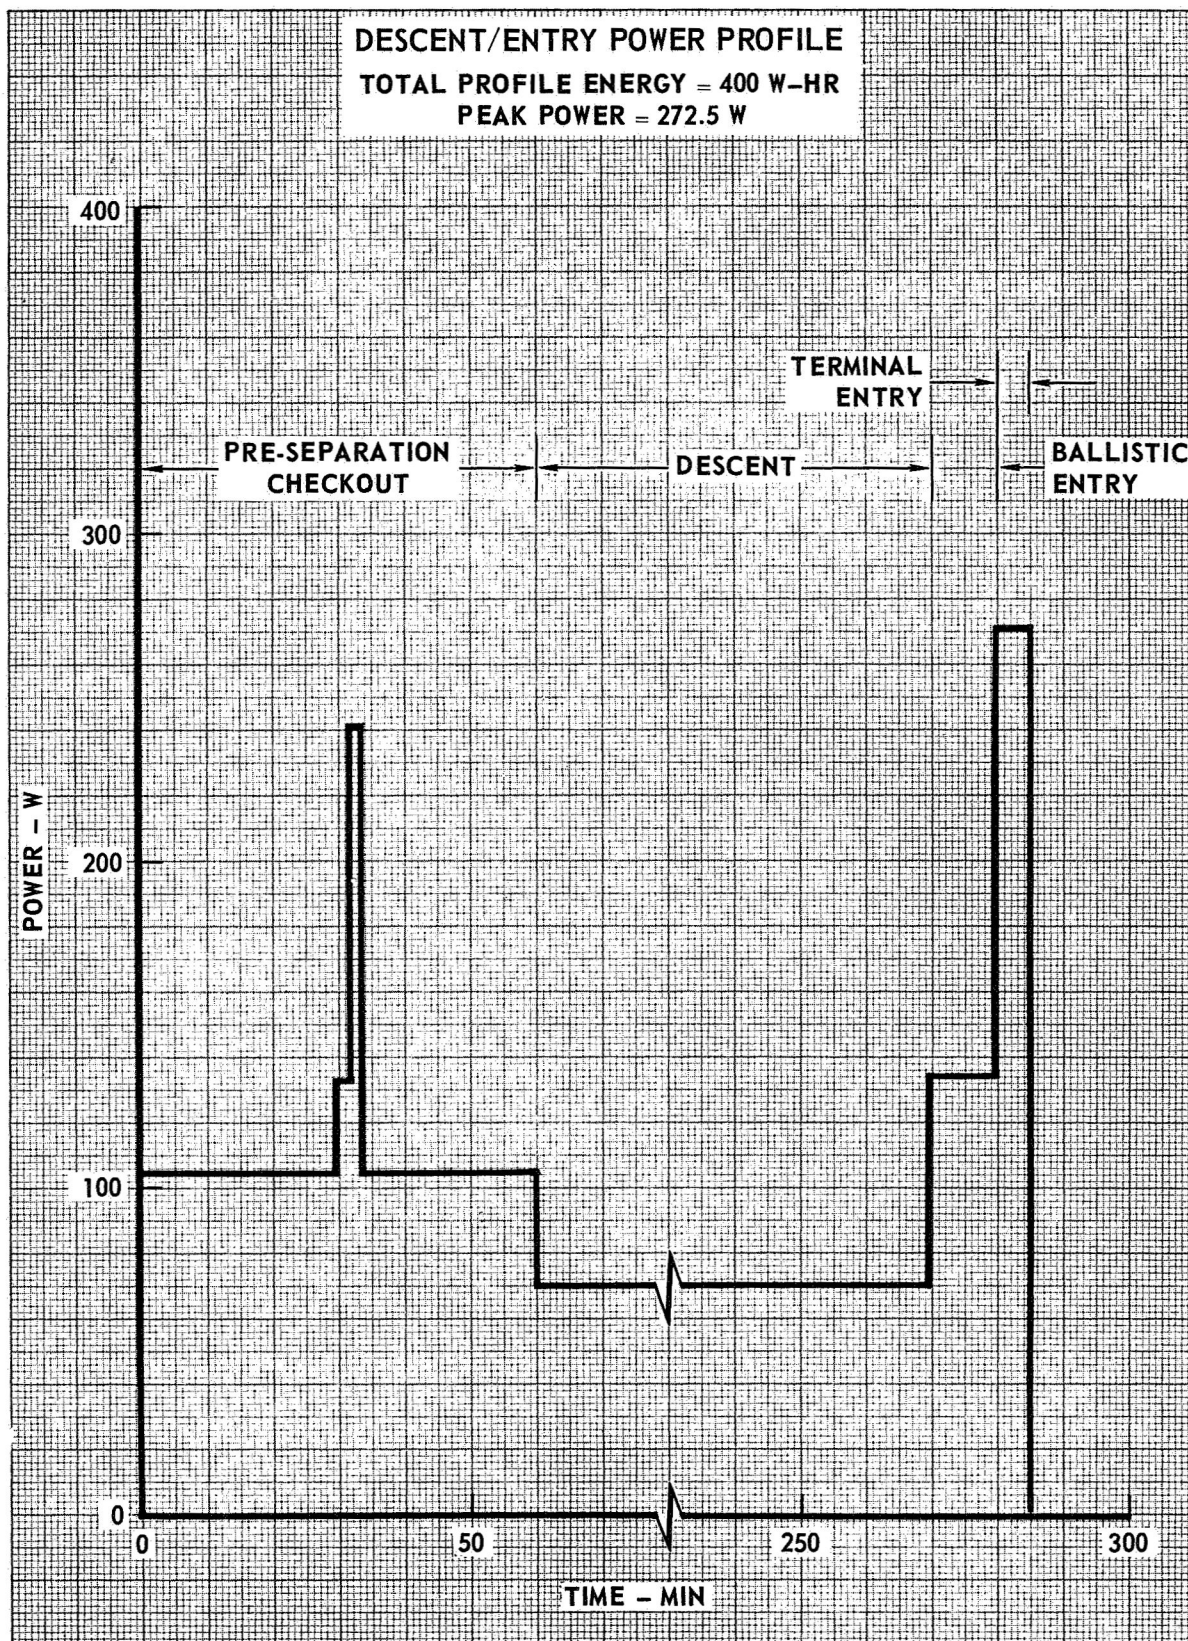 DESCENT/ENTRY POWER PROFILE
TOTAL PROFILE ENERGY = 400 W-HR
PEAK POWER = 272.5 W
400
TERMINAL
ENTRY
PRE-SEPARATION
CHECKOUT
DESCENT
BALLISTIC
ENTRY
300
200
POWER – W
100
0
0
50
250
300
TIME – MIN